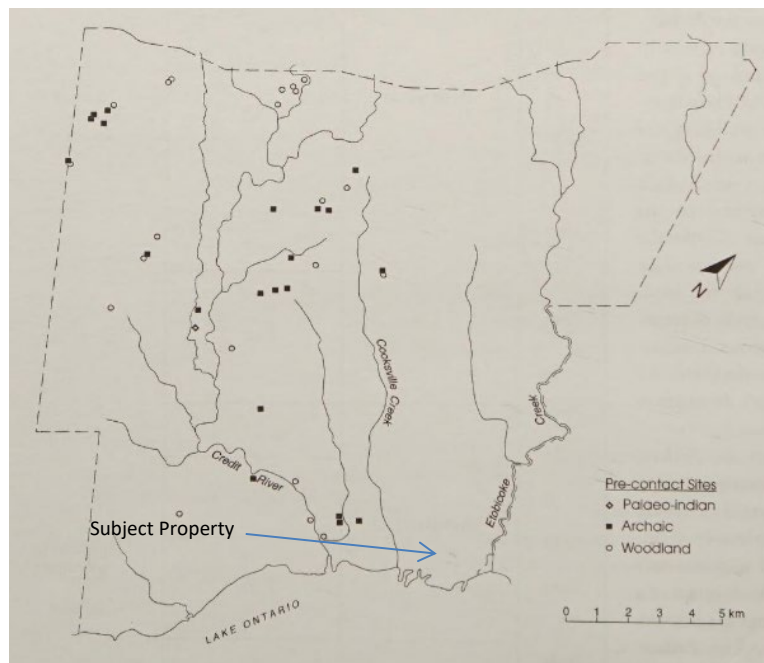 Cooksville Creek
N
Credit River
Etobicoke Creek
Subject Property
LAKE ONTARIO
Pre-contact Sites
Palaeo-indian
Archaic
Woodland
0 1 2 3 4 5 km